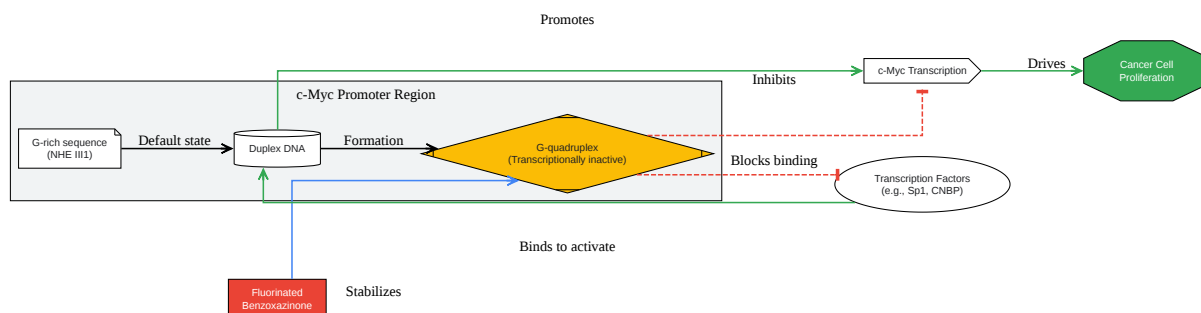 Promotes
Cancer Cell
Proliferation
Drives
c-Myc Transcription
Inhibits
c-Myc Promoter Region
G-rich sequence
(NHE III1)
Default state
Duplex DNA
Formation
G-quadruplex
(Transcriptionally inactive)
Blocks binding
Transcription Factors
(e.g., Sp1, CNBP)
Binds to activate
Fluorinated
Benzoxazinone
Stabilizes